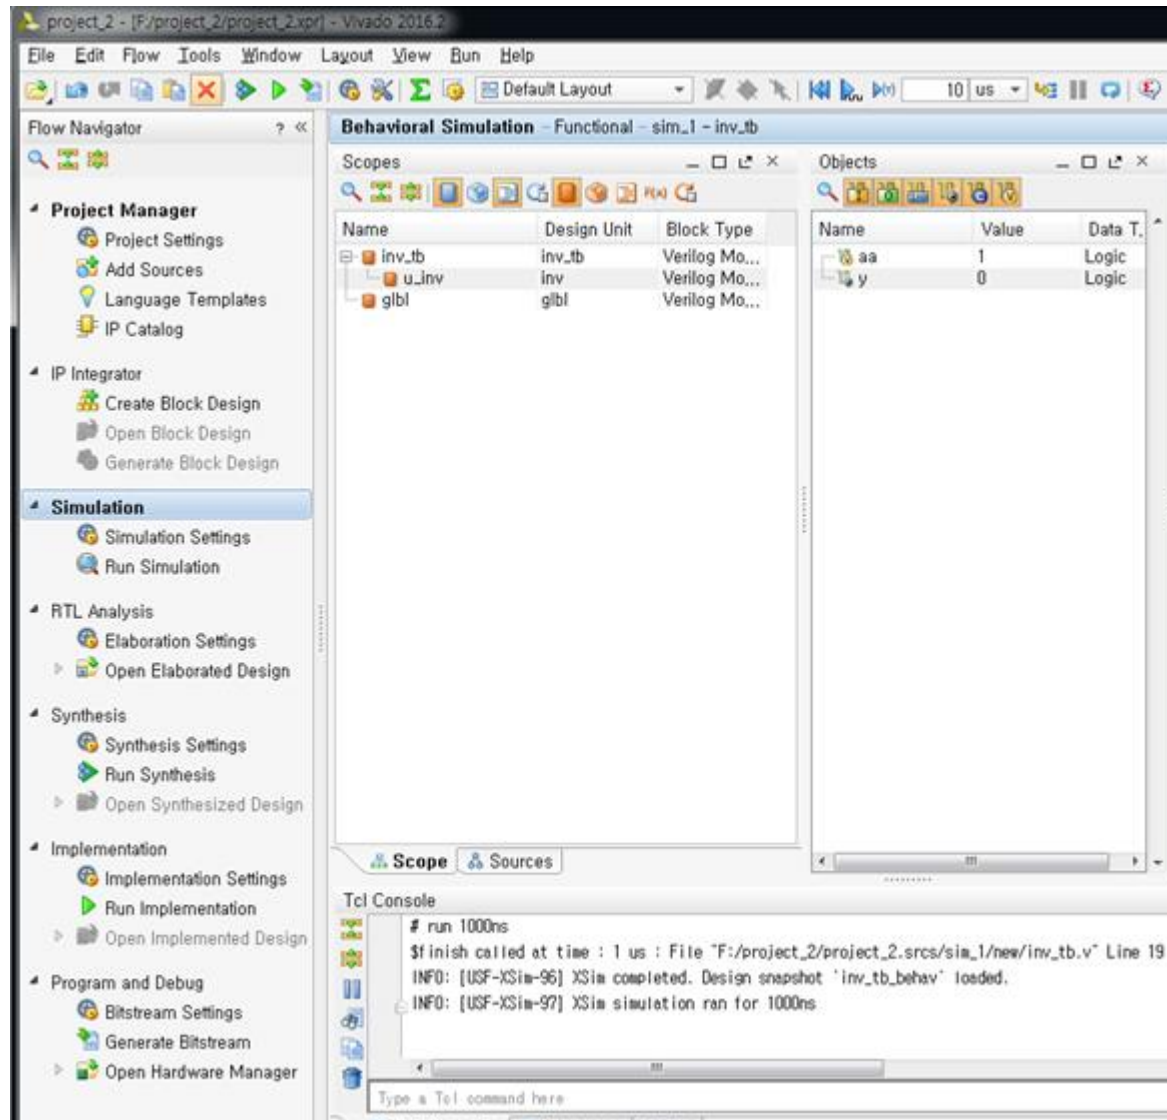 project_2 - [F:/project_2/project_2.xpr] - Vivado 2016.2
File Edit Flow Tools Window Layout View Run Help
Default Layout 10 us
Flow Navigator ? «
Behavioral Simulation - Functional - sim_1 - inv_tb
Project Manager
Project Settings
Add Sources
Language Templates
IP Catalog
IP Integrator
Create Block Design
Open Block Design
Generate Block Design
Simulation
Simulation Settings
Run Simulation
RTL Analysis
Elaboration Settings
Open Elaborated Design
Synthesis
Synthesis Settings
Run Synthesis
Open Synthesized Design
Implementation
Implementation Settings
Run Implementation
Open Implemented Design
Program and Debug
Bitstream Settings
Generate Bitstream
Open Hardware Manager
Scopes
Name Design Unit Block Type
inv_tb inv_tb Verilog Mo...
u_inv inv Verilog Mo...
glbl glbl Verilog Mo...
Scope Sources
Objects
Name Value Data T.
aa 1 Logic
y 0 Logic
Tcl Console
# run 1000ns
$finish called at time : 1 us : File "F:/project_2/project_2.srcs/sim_1/new/inv_tb.v" Line 19
INFO: [USF-XSim-96] XSim completed. Design snapshot 'inv_tb_behav' loaded.
INFO: [USF-XSim-97] XSim simulation ran for 1000ns
Type a Tcl command here